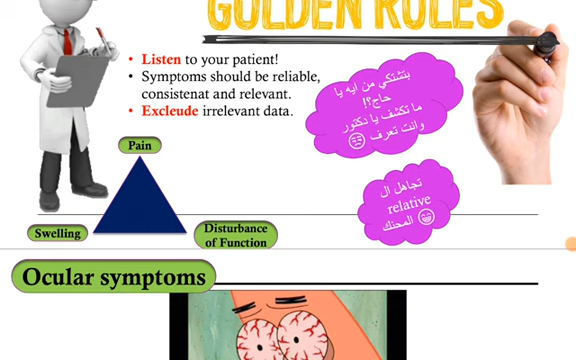 GOLDEN RULES
• Listen to your patient!
• Symptoms should be reliable,
consistenat and relevant.
• Excleude irrelevant data.
بتشتكي من ايه يا
حاج؟!
ما تكشف يا دكتور
وانت تعرف 😒
تجاهل ال
relative
المحنك 😁
Pain
Swelling
Disturbance
of Function
Ocular symptoms